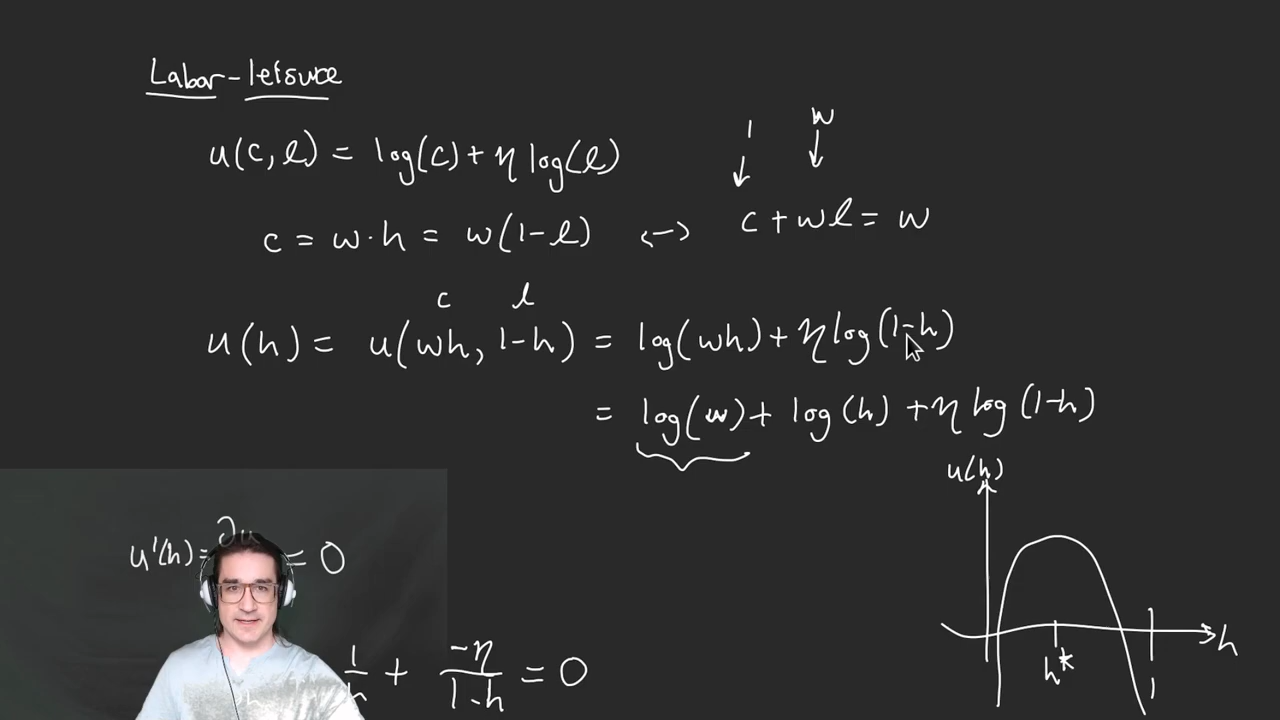 Labor-leisure
1 w
↓ ↓
u(c, ℓ) = log(c) + η log(ℓ)
c = w·h = w(1-ℓ) ↔ c + wℓ = w
c ℓ
u(h) = u(wh, 1-h) = log(wh) + η log(1-h)
= log(w) + log(h) + η log(1-h)
u(h)
u'(h) = ∂u = 0
h
h*
1
1/h + -η/1-h = 0